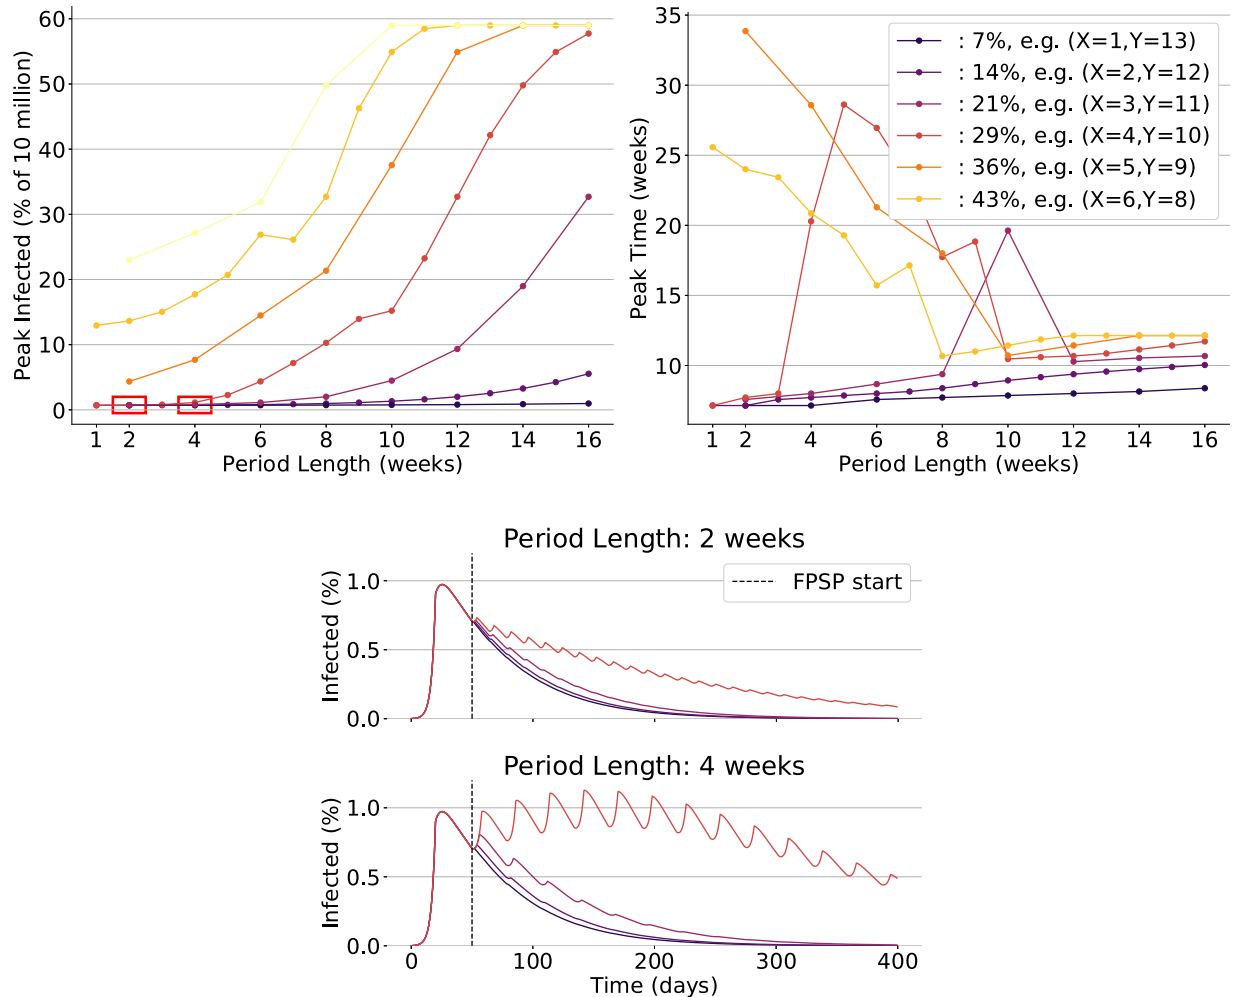 60
50
40
30
20
10
0
Peak Infected (% of 10 million)
1 2 4 6 8 10 12 14 16
Period Length (weeks)
35
30
25
20
15
10
Peak Time (weeks)
: 7%, e.g. (X=1,Y=13)
: 14%, e.g. (X=2,Y=12)
: 21%, e.g. (X=3,Y=11)
: 29%, e.g. (X=4,Y=10)
: 36%, e.g. (X=5,Y=9)
: 43%, e.g. (X=6,Y=8)
1 2 4 6 8 10 12 14 16
Period Length (weeks)
Period Length: 2 weeks
1.0
0.5
0.0
Infected (%)
FPSP start
Period Length: 4 weeks
1.0
0.5
0.0
Infected (%)
0 100 200 300 400
Time (days)